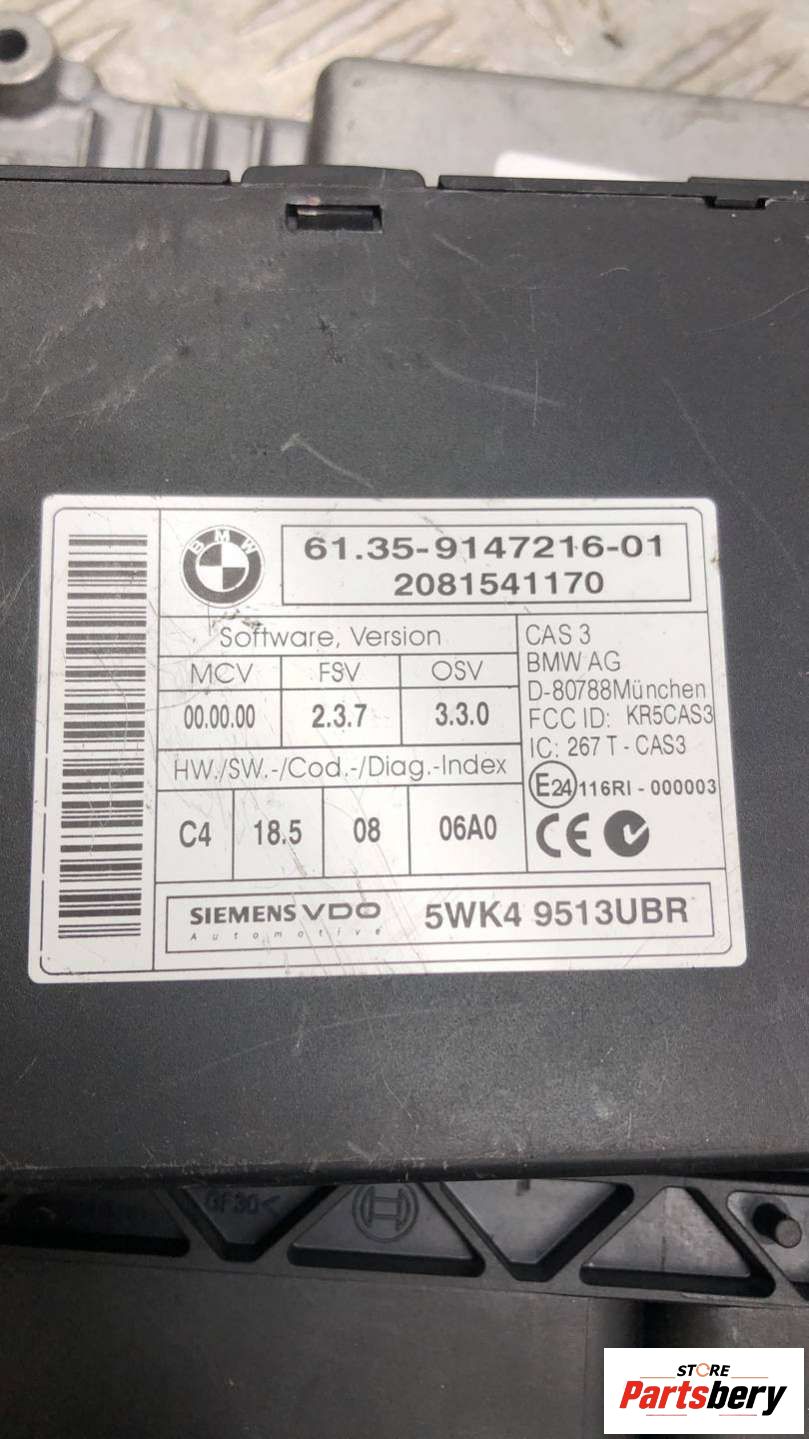 BMW
61.35-9147216-01
2081541170
Software, Version
MCV FSV OSV
00.00.00 2.3.7 3.3.0
HW./SW.-/Cod.-/Diag.-Index
C4 18.5 08 06A0
CAS 3
BMW AG
D-80788München
FCC ID: KR5CAS3
IC: 267 T - CAS3
E24 116RI - 000003
CE
SIEMENS VDO
Automotive
5WK4 9513UBR
GF30<
STORE
Partsbery